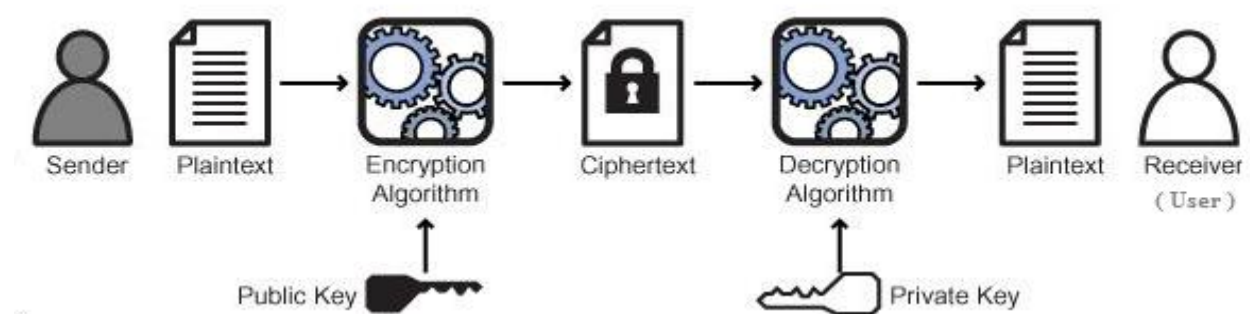 Sender
Plaintext
Encryption
Algorithm
Ciphertext
Decryption
Algorithm
Plaintext
Receiver
( User )
Public Key
Private Key